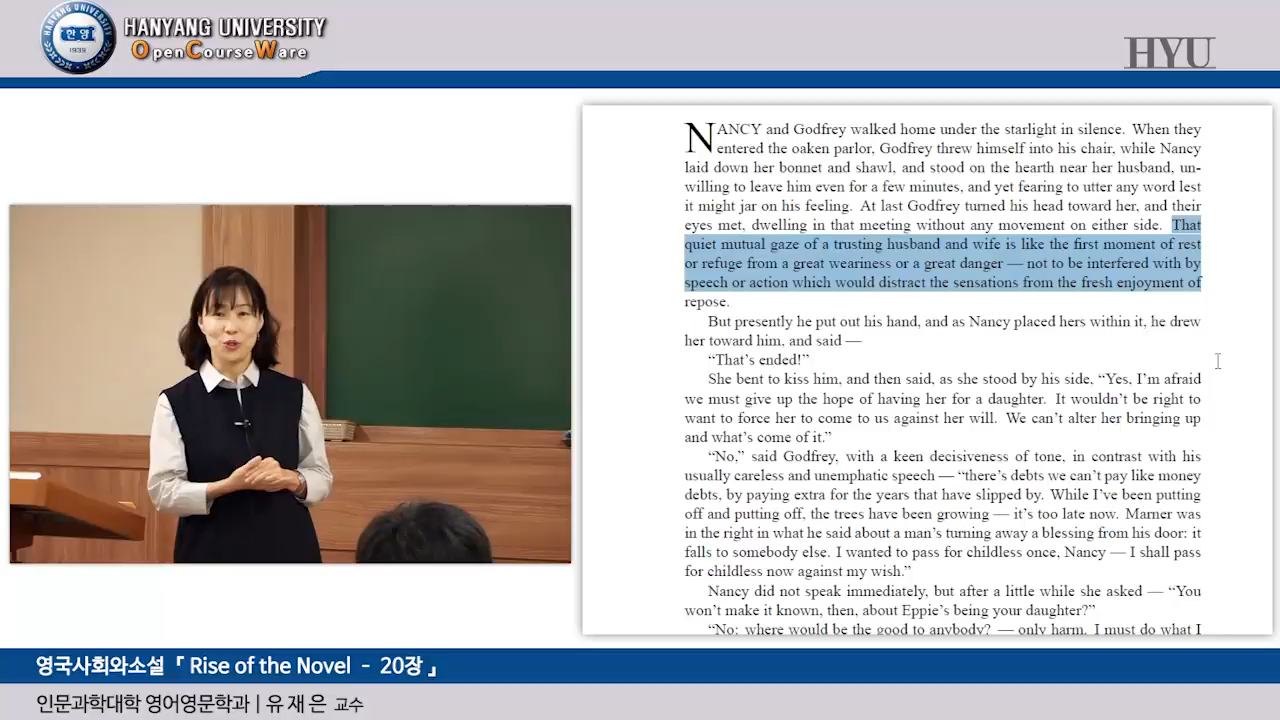 HANYANG UNIVERSITY
OpenCourseWare
한양
1939
HYU
NANCY and Godfrey walked home under the starlight in silence. When they
entered the oaken parlor, Godfrey threw himself into his chair, while Nancy
laid down her bonnet and shawl, and stood on the hearth near her husband, un-
willing to leave him even for a few minutes, and yet fearing to utter any word lest
it might jar on his feeling. At last Godfrey turned his head toward her, and their
eyes met, dwelling in that meeting without any movement on either side. That
quiet mutual gaze of a trusting husband and wife is like the first moment of rest
or refuge from a great weariness or a great danger — not to be interfered with by
speech or action which would distract the sensations from the fresh enjoyment of
repose.
But presently he put out his hand, and as Nancy placed hers within it, he drew
her toward him, and said —
“That’s ended!”
She bent to kiss him, and then said, as she stood by his side, “Yes, I’m afraid
we must give up the hope of having her for a daughter. It wouldn’t be right to
want to force her to come to us against her will. We can’t alter her bringing up
and what’s come of it.”
“No,” said Godfrey, with a keen decisiveness of tone, in contrast with his
usually careless and unemphatic speech — “there’s debts we can’t pay like money
debts, by paying extra for the years that have slipped by. While I’ve been putting
off and putting off, the trees have been growing — it’s too late now. Marner was
in the right in what he said about a man’s turning away a blessing from his door: it
falls to somebody else. I wanted to pass for childless once, Nancy — I shall pass
for childless now against my wish.”
Nancy did not speak immediately, but after a little while she asked — “You
won’t make it known, then, about Eppie’s being your daughter?”
“No: where would be the good to anybody? — only harm. I must do what I
영국사회와소설 「 Rise of the Novel - 20장 」
인문과학대학 영어영문학과 | 유 재 은 교수